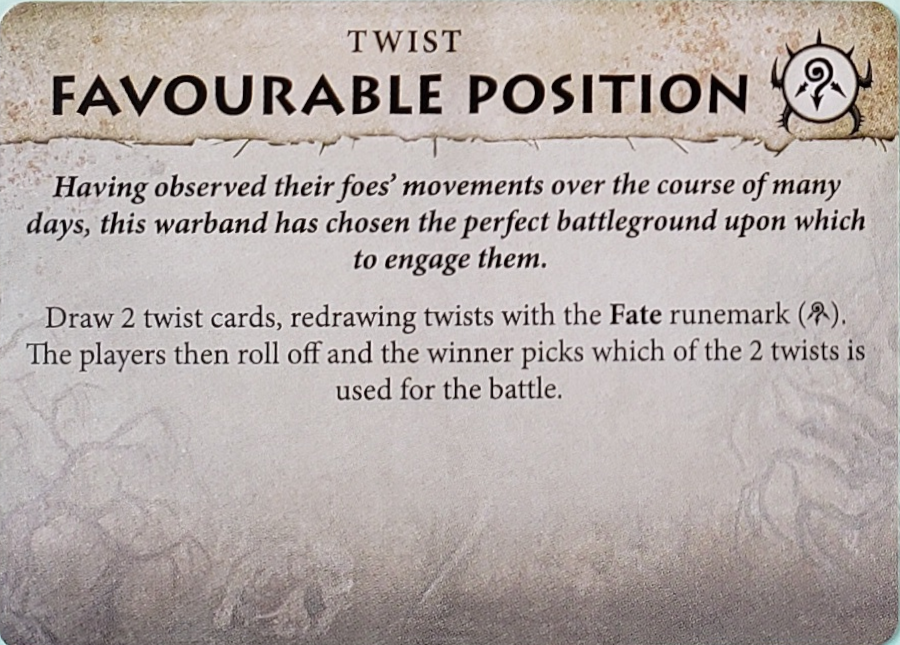 TWIST
FAVOURABLE POSITION
Having observed their foes’ movements over the course of many
days, this warband has chosen the perfect battleground upon which
to engage them.
Draw 2 twist cards, redrawing twists with the Fate runemark ( ).
The players then roll off and the winner picks which of the 2 twists is
used for the battle.